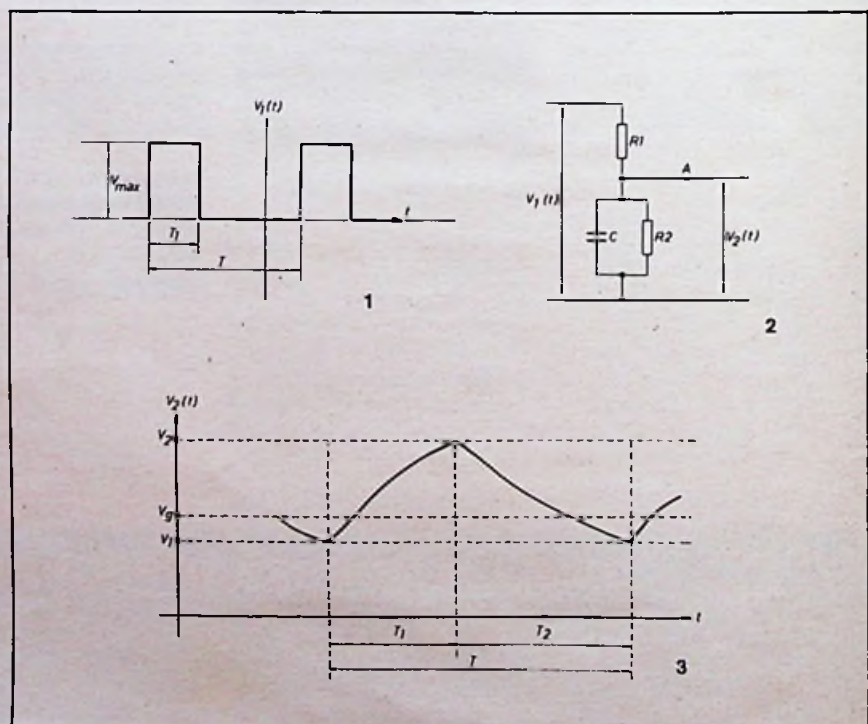 V1(t)
Vmax
t
T1
T
1
R1
A
V1(t)
C
R2
V2(t)
2
V2(t)
V2
Vg
V1
t
T1
T2
T
3